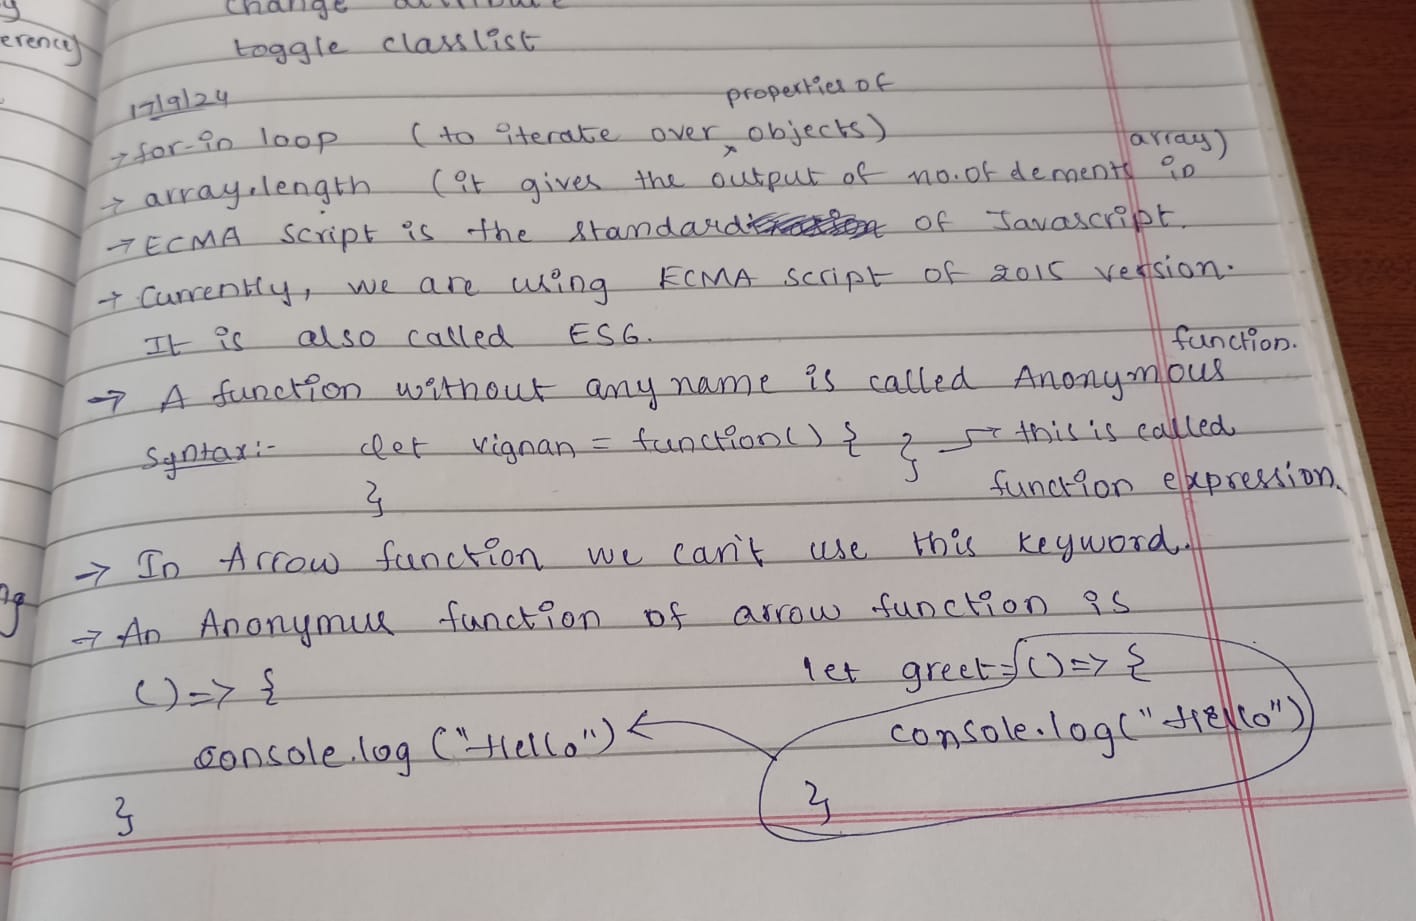 change attribute
erence)
toggle classlist
17/9/24
→ for-in loop (to iterate over properties of objects)
→ array.length (it gives the output of no.of elements in array)
→ ECMA Script is the standard of Javascript.
→ Currently, we are using ECMA script of 2015 version.
It is also called ES6.
→ A function without any name is called Anonymous function.
Syntax:- let vignan = function() { } → this is called
} function expression.
→ In Arrow function we can't use this keyword.
→ An Anonymus function of arrow function is
() => { let greet = () => {
console.log("Hello") ← console.log("Hello")
} }